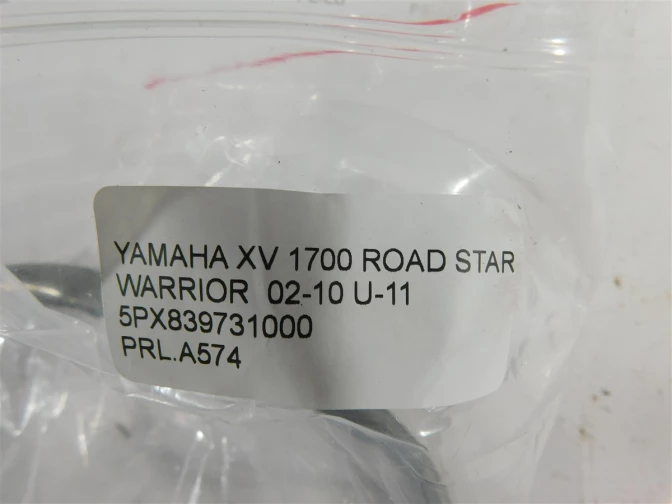 YAMAHA XV 1700 ROAD STAR
WARRIOR 02-10 U-11
5PX839731000
PRL.A574